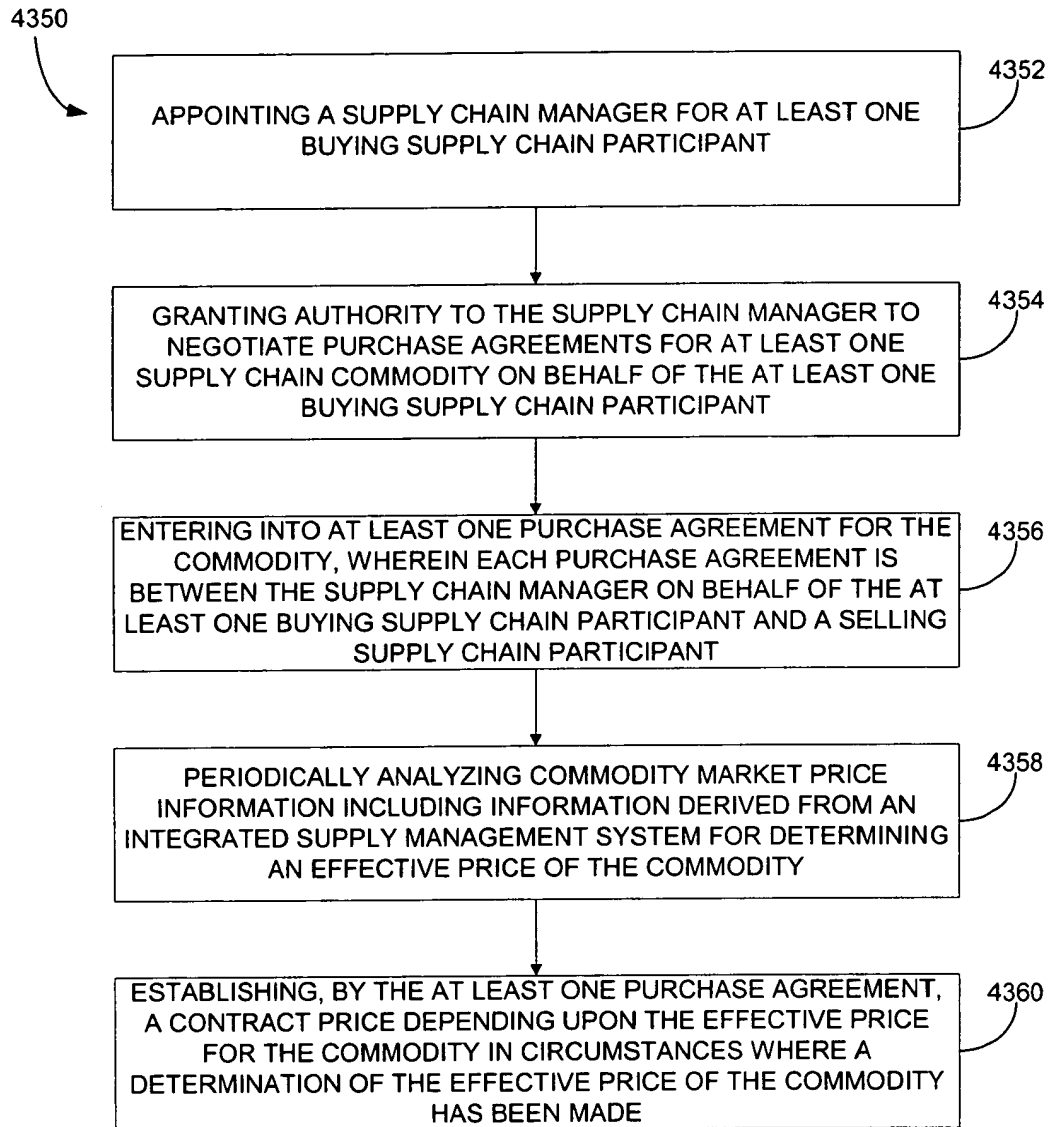 4350
4352
APPOINTING A SUPPLY CHAIN MANAGER FOR AT LEAST ONE
BUYING SUPPLY CHAIN PARTICIPANT
4354
GRANTING AUTHORITY TO THE SUPPLY CHAIN MANAGER TO
NEGOTIATE PURCHASE AGREEMENTS FOR AT LEAST ONE
SUPPLY CHAIN COMMODITY ON BEHALF OF THE AT LEAST ONE
BUYING SUPPLY CHAIN PARTICIPANT
4356
ENTERING INTO AT LEAST ONE PURCHASE AGREEMENT FOR THE
COMMODITY, WHEREIN EACH PURCHASE AGREEMENT IS
BETWEEN THE SUPPLY CHAIN MANAGER ON BEHALF OF THE AT
LEAST ONE BUYING SUPPLY CHAIN PARTICIPANT AND A SELLING
SUPPLY CHAIN PARTICIPANT
4358
PERIODICALLY ANALYZING COMMODITY MARKET PRICE
INFORMATION INCLUDING INFORMATION DERIVED FROM AN
INTEGRATED SUPPLY MANAGEMENT SYSTEM FOR DETERMINING
AN EFFECTIVE PRICE OF THE COMMODITY
4360
ESTABLISHING, BY THE AT LEAST ONE PURCHASE AGREEMENT,
A CONTRACT PRICE DEPENDING UPON THE EFFECTIVE PRICE
FOR THE COMMODITY IN CIRCUMSTANCES WHERE A
DETERMINATION OF THE EFFECTIVE PRICE OF THE COMMODITY
HAS BEEN MADE